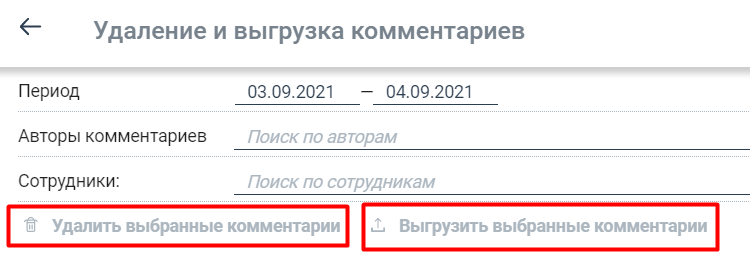 Удаление и выгрузка комментариев
Период 03.09.2021 — 04.09.2021
Авторы комментариев Поиск по авторам
Сотрудники: Поиск по сотрудникам
Удалить выбранные комментарии Выгрузить выбранные комментарии